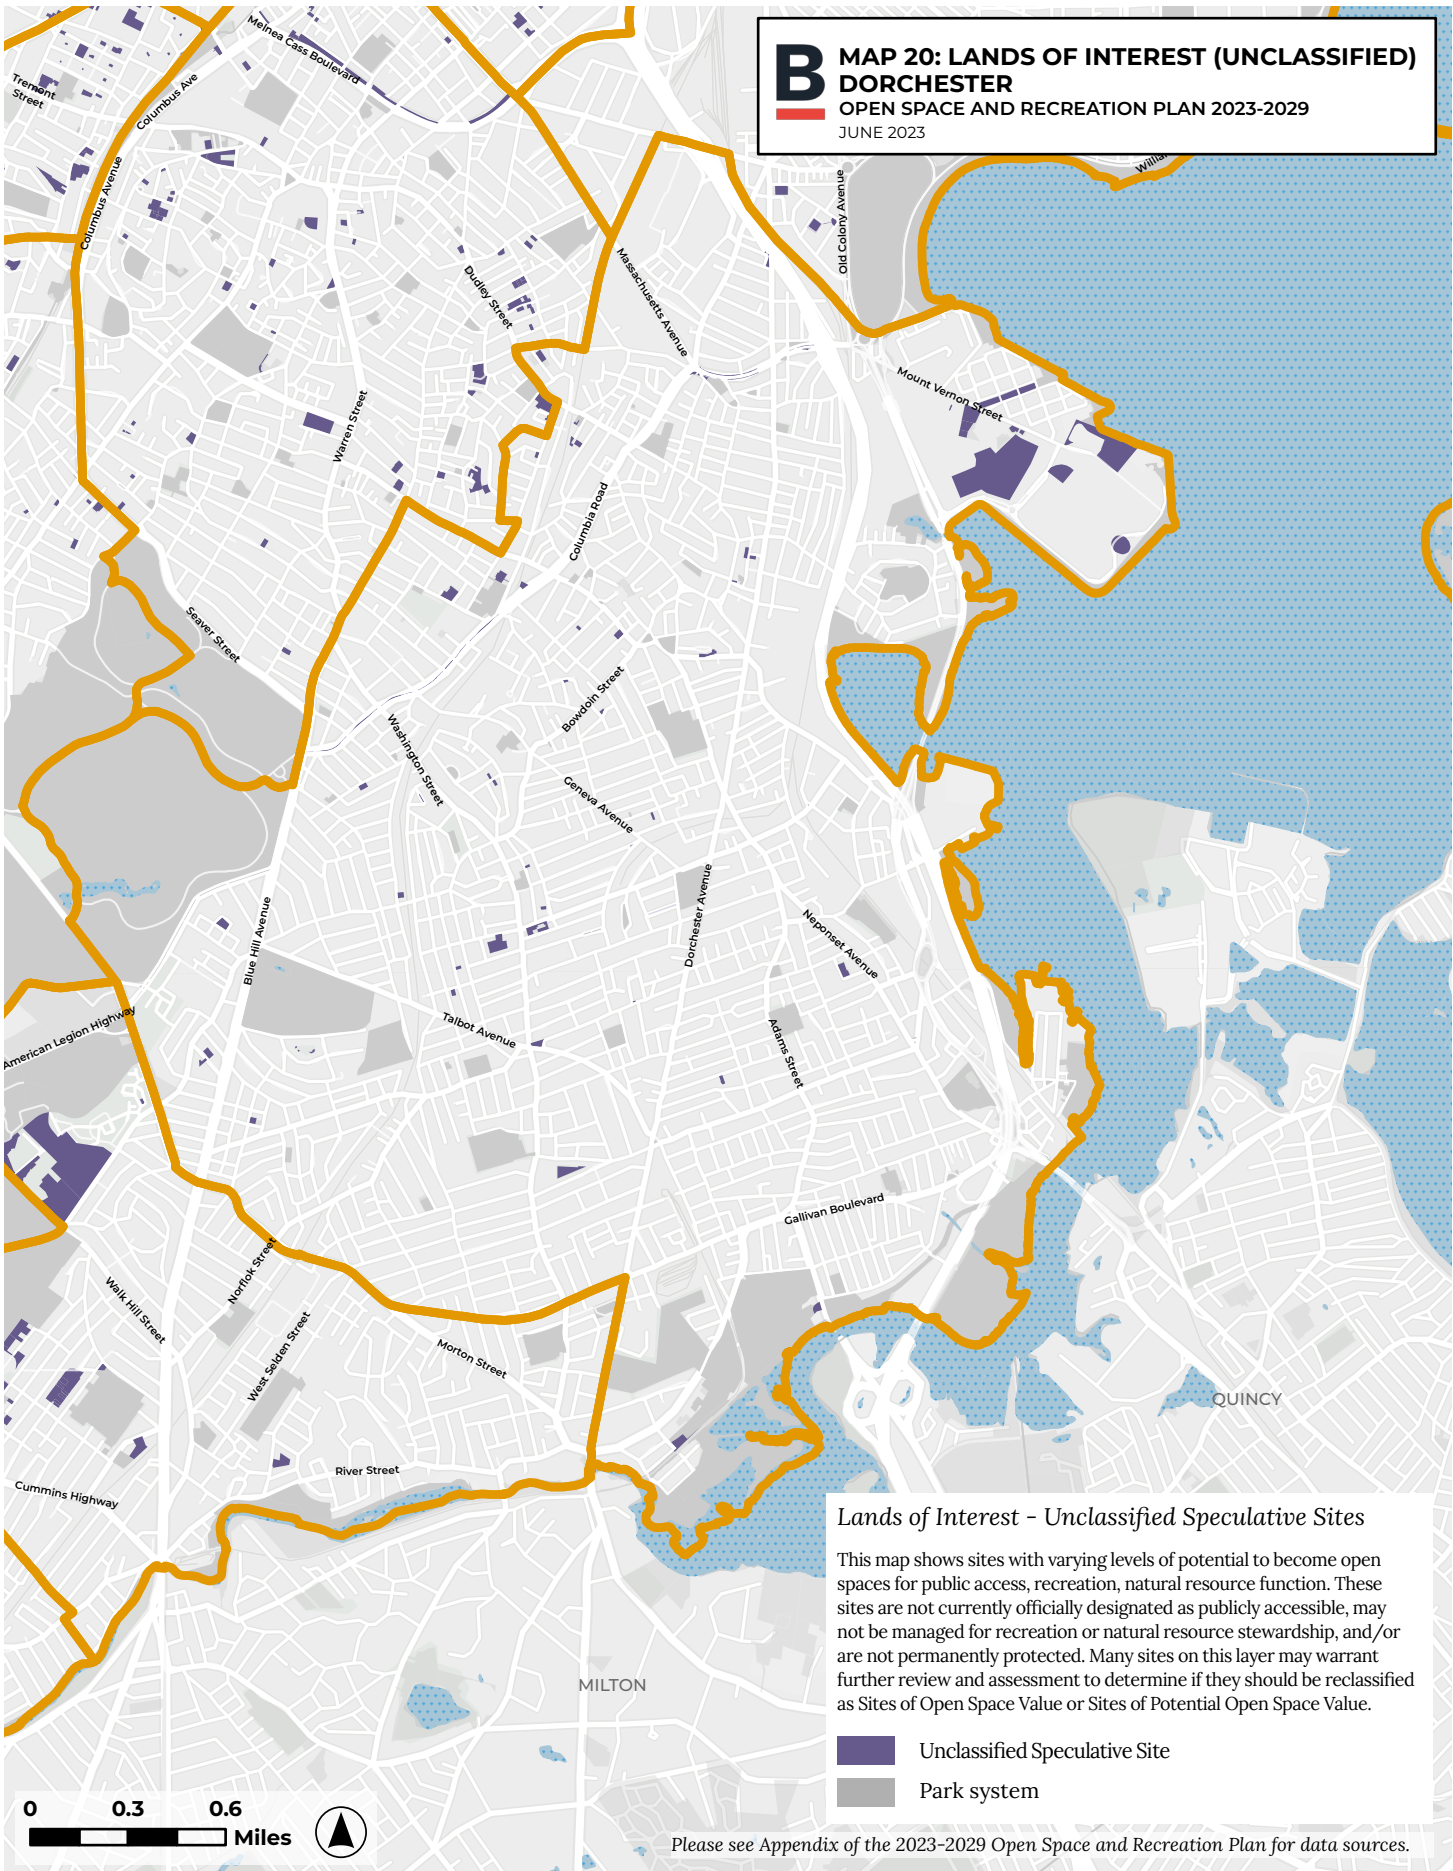 B
MAP 20: LANDS OF INTEREST (UNCLASSIFIED)
DORCHESTER
OPEN SPACE AND RECREATION PLAN 2023-2029
JUNE 2023
Melnea Cass Boulevard
Tremont
Street
Columbus Ave
Columbus Avenue
Old Colony Avenue
Dudley Street
Massachusetts Avenue
Mount Vernon Street
Warren Street
Columbia Road
Seaver Street
Bowdoin Street
Washington Street
Geneva Avenue
Dorchester Avenue
Neponset Avenue
Blue Hill Avenue
American Legion Highway
Talbot Avenue
Adams Street
Gallivan Boulevard
Norflok Street
Walk Hill Street
West Selden Street
Morton Street
QUINCY
River Street
Cummins Highway
MILTON
Lands of Interest - Unclassified Speculative Sites
This map shows sites with varying levels of potential to become open
spaces for public access, recreation, natural resource function. These
sites are not currently officially designated as publicly accessible, may
not be managed for recreation or natural resource stewardship, and/or
are not permanently protected. Many sites on this layer may warrant
further review and assessment to determine if they should be reclassified
as Sites of Open Space Value or Sites of Potential Open Space Value.
Unclassified Speculative Site
Park system
0 0.3 0.6
Miles
Please see Appendix of the 2023-2029 Open Space and Recreation Plan for data sources.